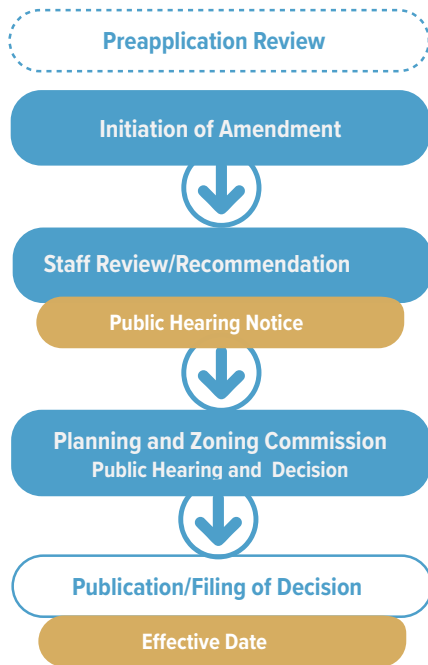 Preapplication Review
Initiation of Amendment
Staff Review/Recommendation
Public Hearing Notice
Planning and Zoning Commission
Public Hearing and Decision
Publication/Filing of Decision
Effective Date